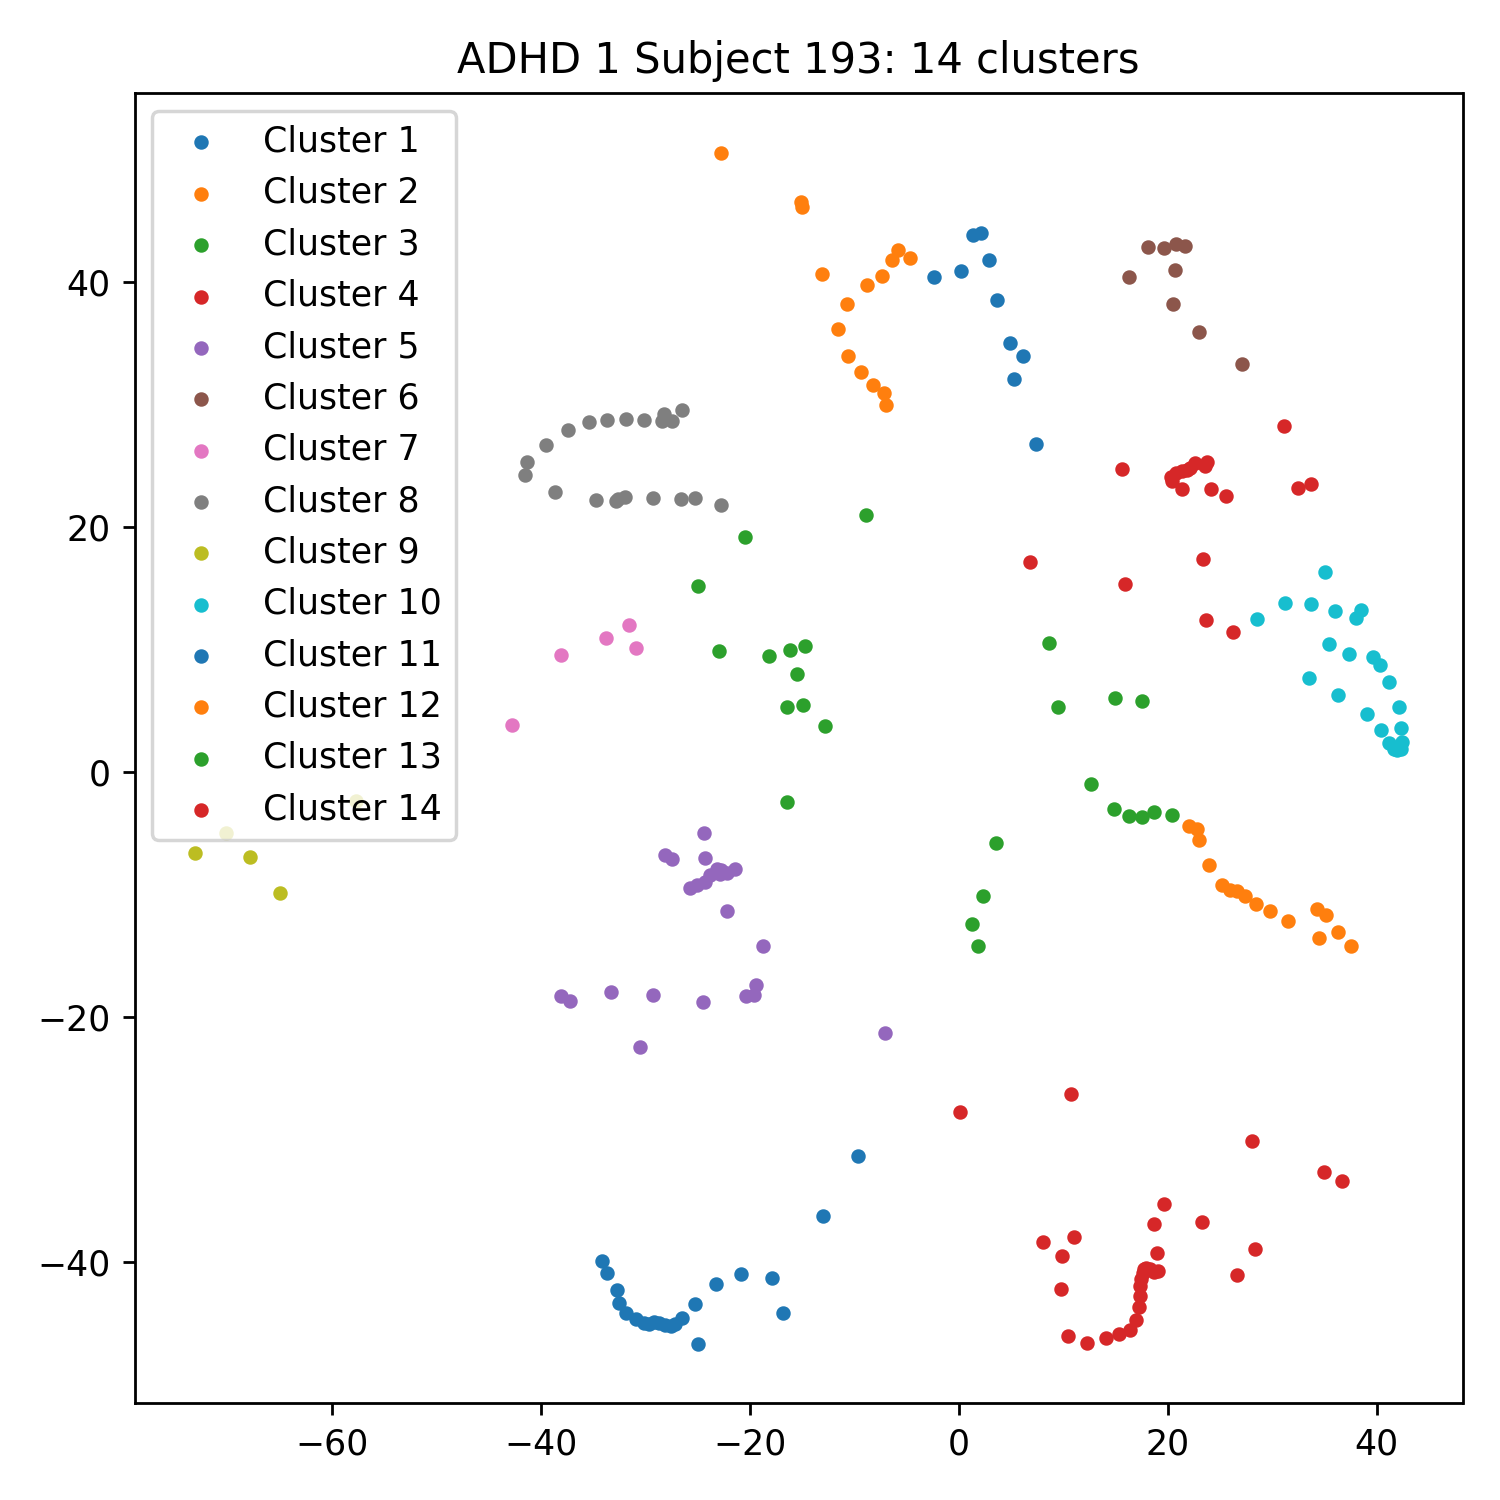 ADHD 1 Subject 193: 14 clusters
Cluster 1
Cluster 2
Cluster 3
Cluster 4
Cluster 5
Cluster 6
Cluster 7
Cluster 8
Cluster 9
Cluster 10
Cluster 11
Cluster 12
Cluster 13
Cluster 14
40
20
0
−20
−40
−60 −40 −20 0 20 40